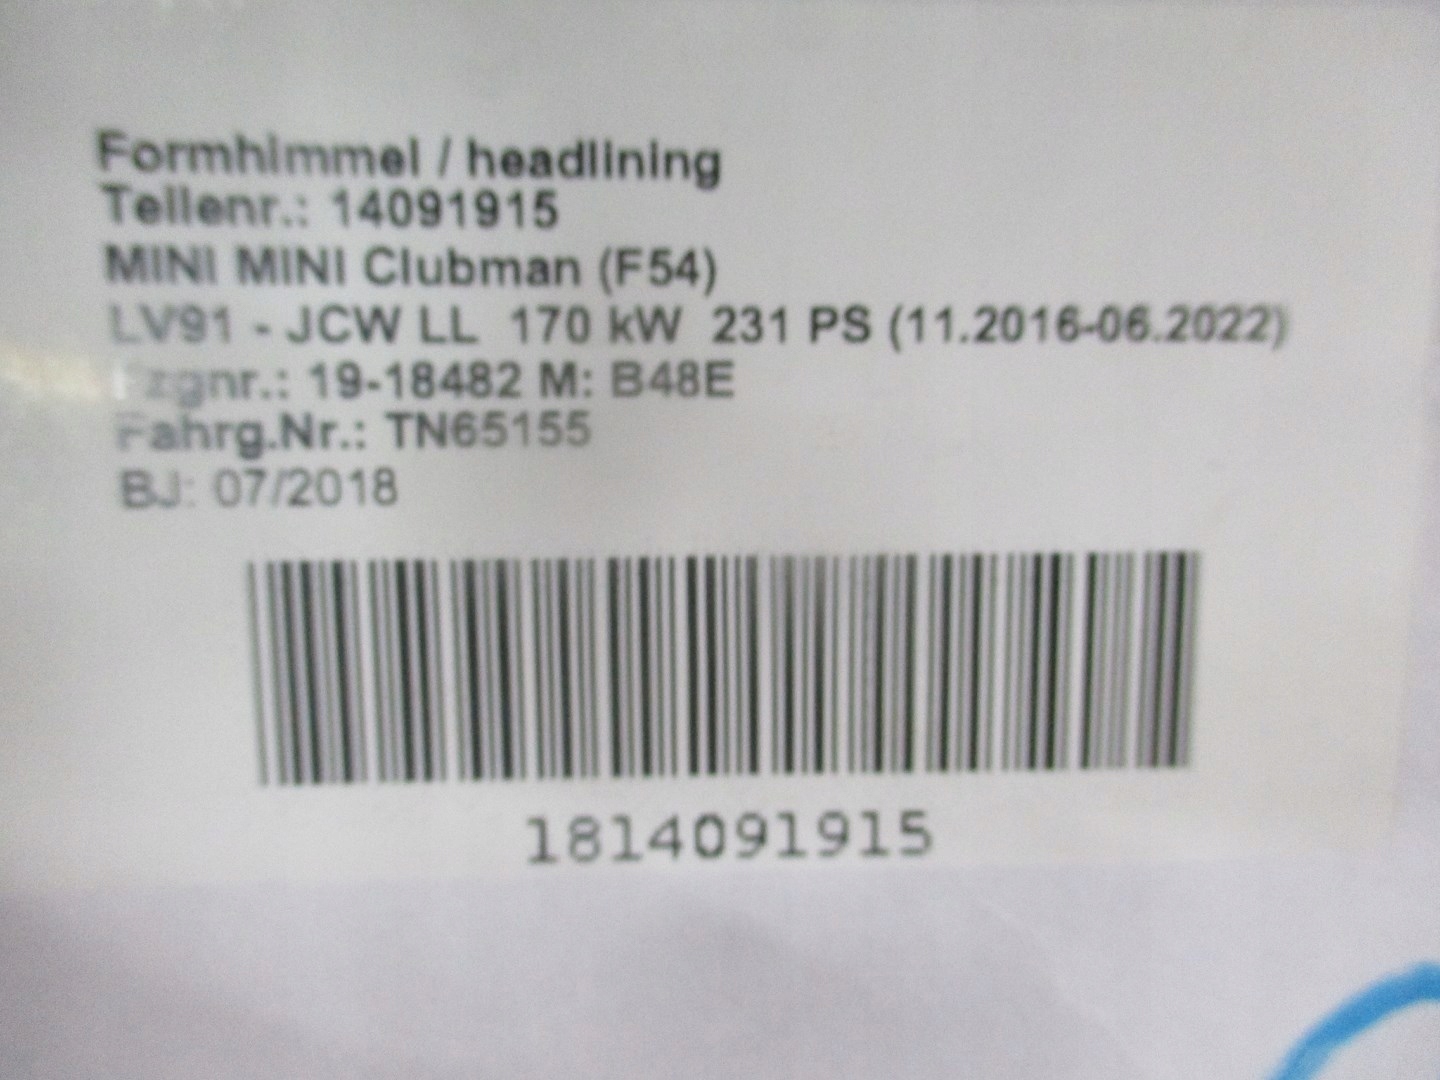 Formhimmel / headlining
Teilenr.: 14091915
MINI MINI Clubman (F54)
LV91 - JCW LL 170 kW 231 PS (11.2016-06.2022)
Fzgnr.: 19-18482 M: B48E
Fahrg.Nr.: TN65155
BJ: 07/2018
1814091915